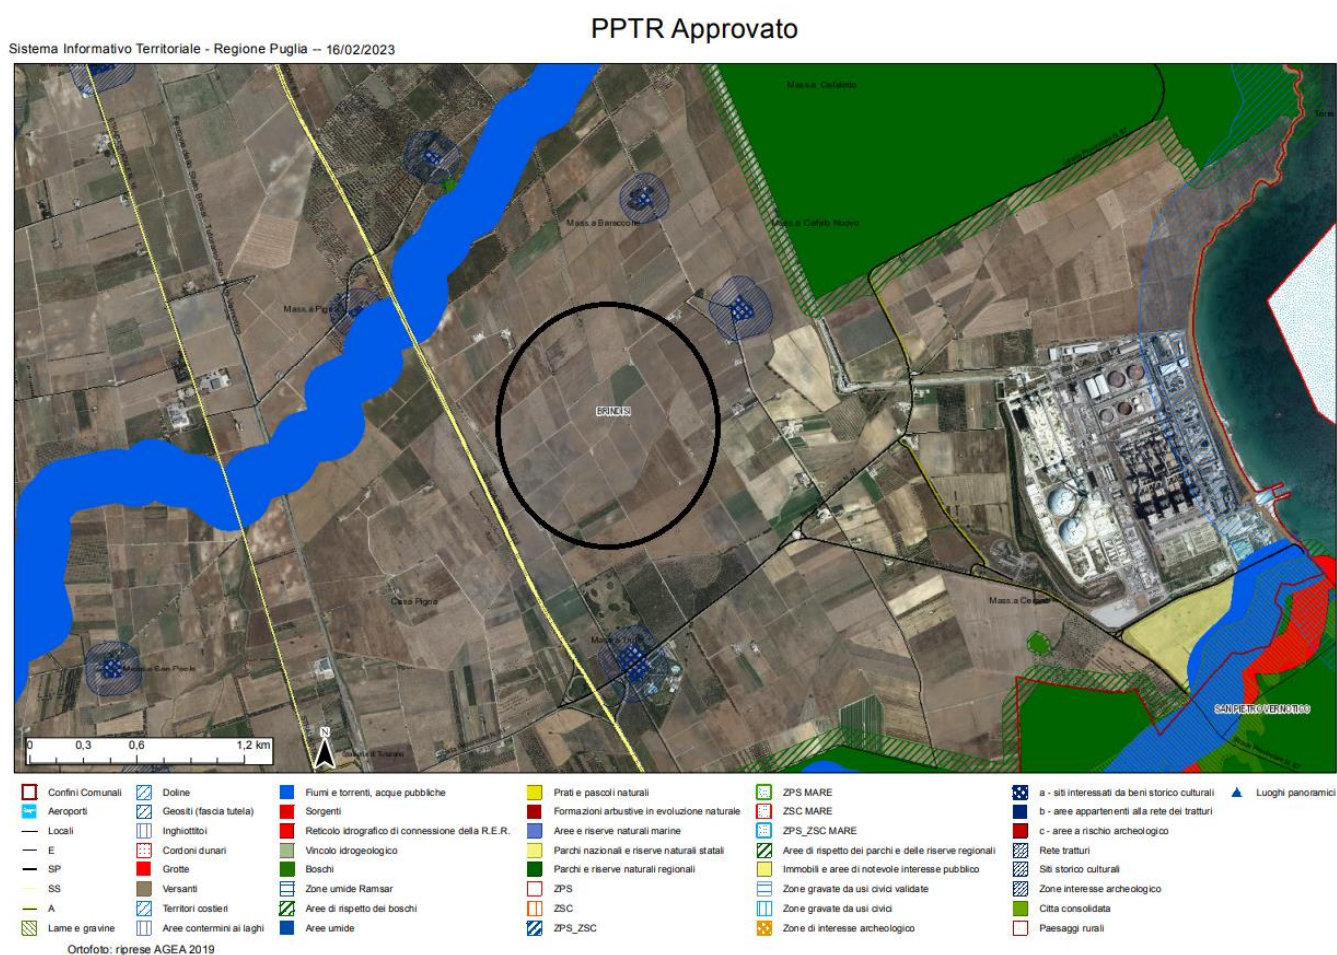 PPTR Approvato
Sistema Informativo Territoriale - Regione Puglia -- 16/02/2023
Mass.a Baraccone
Mass.a Cefalo Nuovo
Mass.a Pigna
BRINDISI
Casa Pigna
Mass.a Cerano
Mass.a San Paolo
SAN PIETRO VERNOTICO
N
0 0,3 0,6 1,2 km
Confini Comunali
Aeroporti
Locali
E
SP
SS
A
Lame e gravine
Doline
Geositi (fascia tutela)
Inghiottitoi
Cordoni dunari
Grotte
Versanti
Territori costieri
Aree contermini ai laghi
Fiumi e torrenti, acque pubbliche
Sorgenti
Reticolo idrografico di connessione della R.E.R.
Vincolo idrogeologico
Boschi
Zone umide Ramsar
Aree di rispetto dei boschi
Aree umide
Prati e pascoli naturali
Formazioni arbustive in evoluzione naturale
Aree e riserve naturali marine
Parchi nazionali e riserve naturali statali
Parchi e riserve naturali regionali
ZPS
ZSC
ZPS_ZSC
ZPS MARE
ZSC MARE
ZPS_ZSC MARE
Aree di rispetto dei parchi e delle riserve regionali
Immobili e aree di notevole interesse pubblico
Zone gravate da usi civici validate
Zone gravate da usi civici
Zone di interesse archeologico
a - siti interessati da beni storico culturali
b - aree appartenenti alla rete dei tratturi
c - aree a rischio archeologico
Rete tratturi
Siti storico culturali
Zone interesse archeologico
Citta consolidata
Paesaggi rurali
Luoghi panoramici
Ortofoto: riprese AGEA 2019